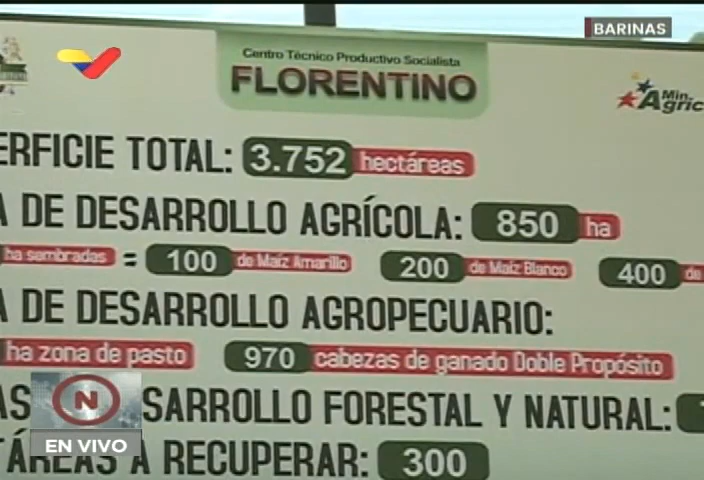 BARINAS
Centro Técnico Productivo Socialista
FLORENTINO
Min.
Agric
ERFICIE TOTAL: 3.752 hectáreas
A DE DESARROLLO AGRÍCOLA: 850 ha
ha sembradas = 100 de Maíz Amarillo 200 de Maíz Blanco 400 de
A DE DESARROLLO AGROPECUARIO:
ha zona de pasto 970 cabezas de ganado Doble Propósito
AS SARROLLO FORESTAL Y NATURAL:
N
EN VIVO
TÁREAS A RECUPERAR: 300